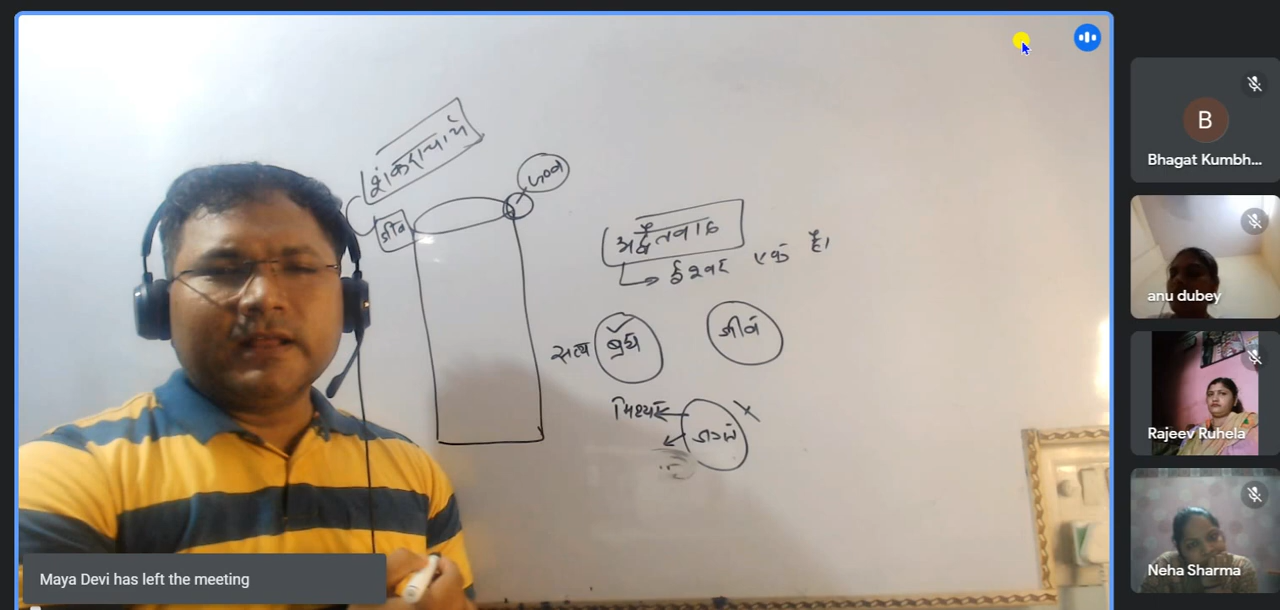 शंकराचार्य
जीव
अद्वैतवाद
ईश्वर एक है।
सत्य
ब्रह्म
जीव
मिथ्या
जगत
B
Bhagat Kumbh...
anu dubey
Rajeev Ruhela
Neha Sharma
Maya Devi has left the meeting